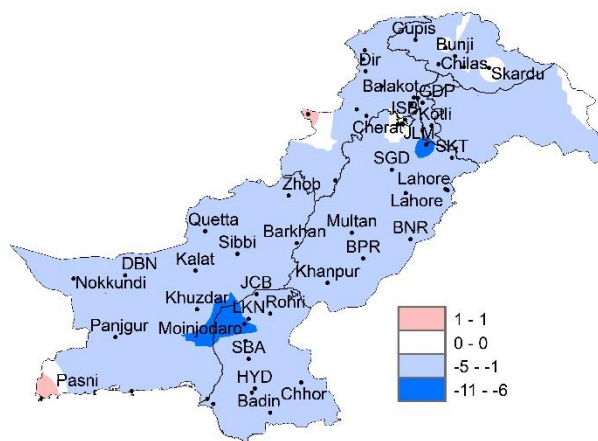 Gupis
Bunji
Dir
Chilas
Skardu
Balakot
GDP
ISB
Kotli
Cherat
JLM
SKT
SGD
Lahore
Zhob
Lahore
Quetta
Multan
BNR
Barkhan
Sibbi
BPR
DBN
Kalat
Khanpur
Nokkundi
JCB
Khuzdar
LKN
Rohri
Moinjodaro
Panjgur
SBA
Pasni
HYD
Chhor
Badin
1 - 1
0 - 0
-5 - -1
-11 - -6